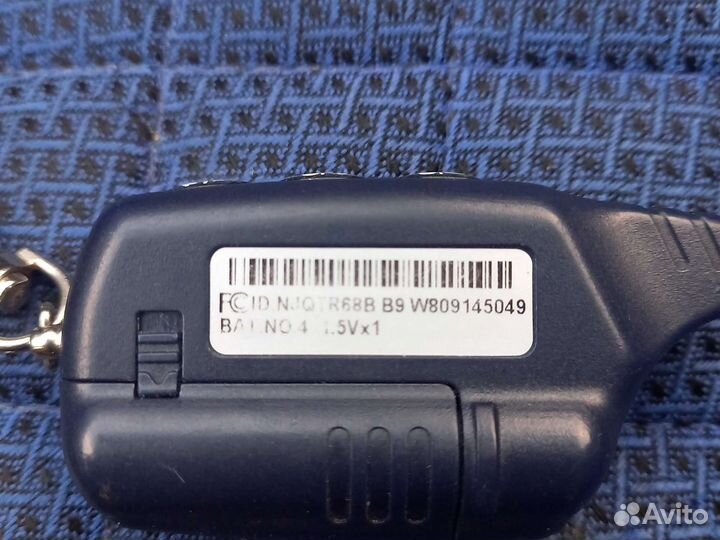 FC ID NJQTR68B B9 W809145049
BAT.NO 4 1.5Vx1
Avito